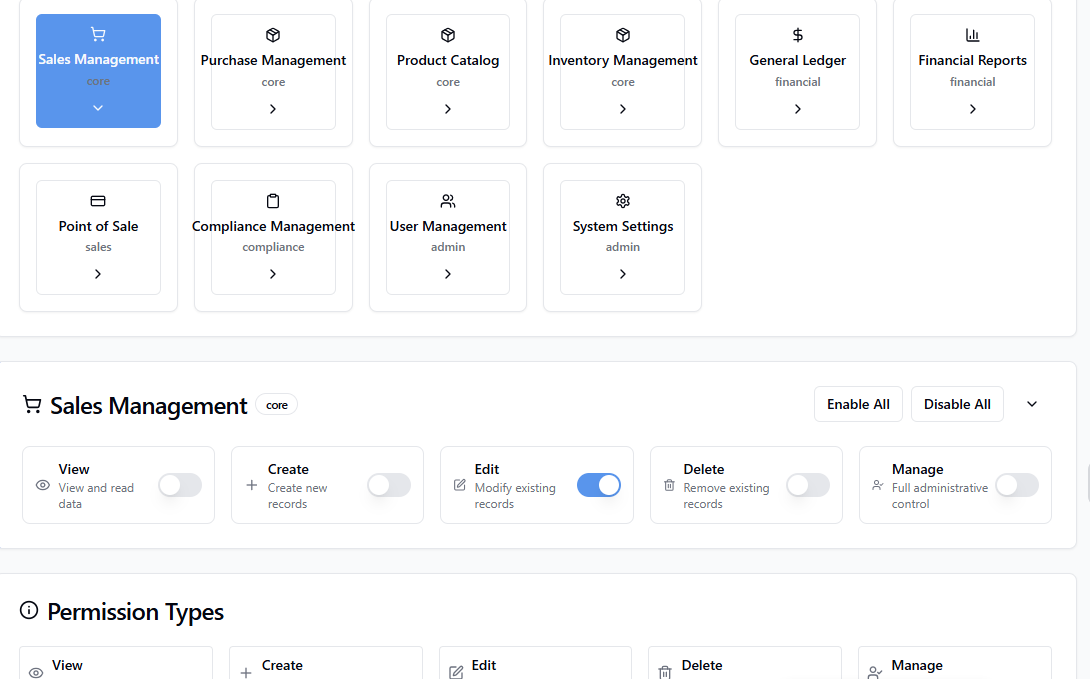 Sales Management
core
Purchase Management
core
Product Catalog
core
Inventory Management
core
General Ledger
financial
Financial Reports
financial
Point of Sale
sales
Compliance Management
compliance
User Management
admin
System Settings
admin
Sales Management
core
Enable All
Disable All
View
View and read
data
Create
Create new
records
Edit
Modify existing
records
Delete
Remove existing
records
Manage
Full administrative
control
Permission Types
View
Create
Edit
Delete
Manage